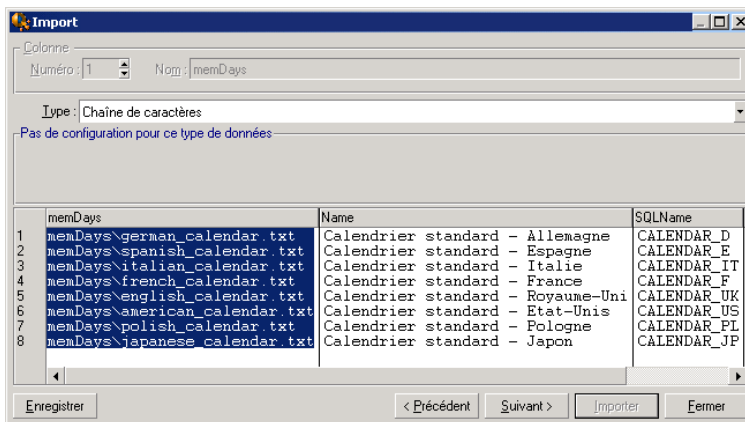 Import
Colonne
Numéro : 1 Nom : memDays
Type : Chaîne de caractères
Pas de configuration pour ce type de données
memDays Name SQLName
1 memDays\german_calendar.txt Calendrier standard - Allemagne CALENDAR_D
2 memDays\spanish_calendar.txt Calendrier standard - Espagne CALENDAR_E
3 memDays\italian_calendar.txt Calendrier standard - Italie CALENDAR_IT
4 memDays\french_calendar.txt Calendrier standard - France CALENDAR_F
5 memDays\english_calendar.txt Calendrier standard - Royaume-Uni CALENDAR_UK
6 memDays\american_calendar.txt Calendrier standard - Etat-Unis CALENDAR_US
7 memDays\polish_calendar.txt Calendrier standard - Pologne CALENDAR_PL
8 memDays\japanese_calendar.txt Calendrier standard - Japon CALENDAR_JP
Enregistrer < Précédent Suivant > Importer Fermer